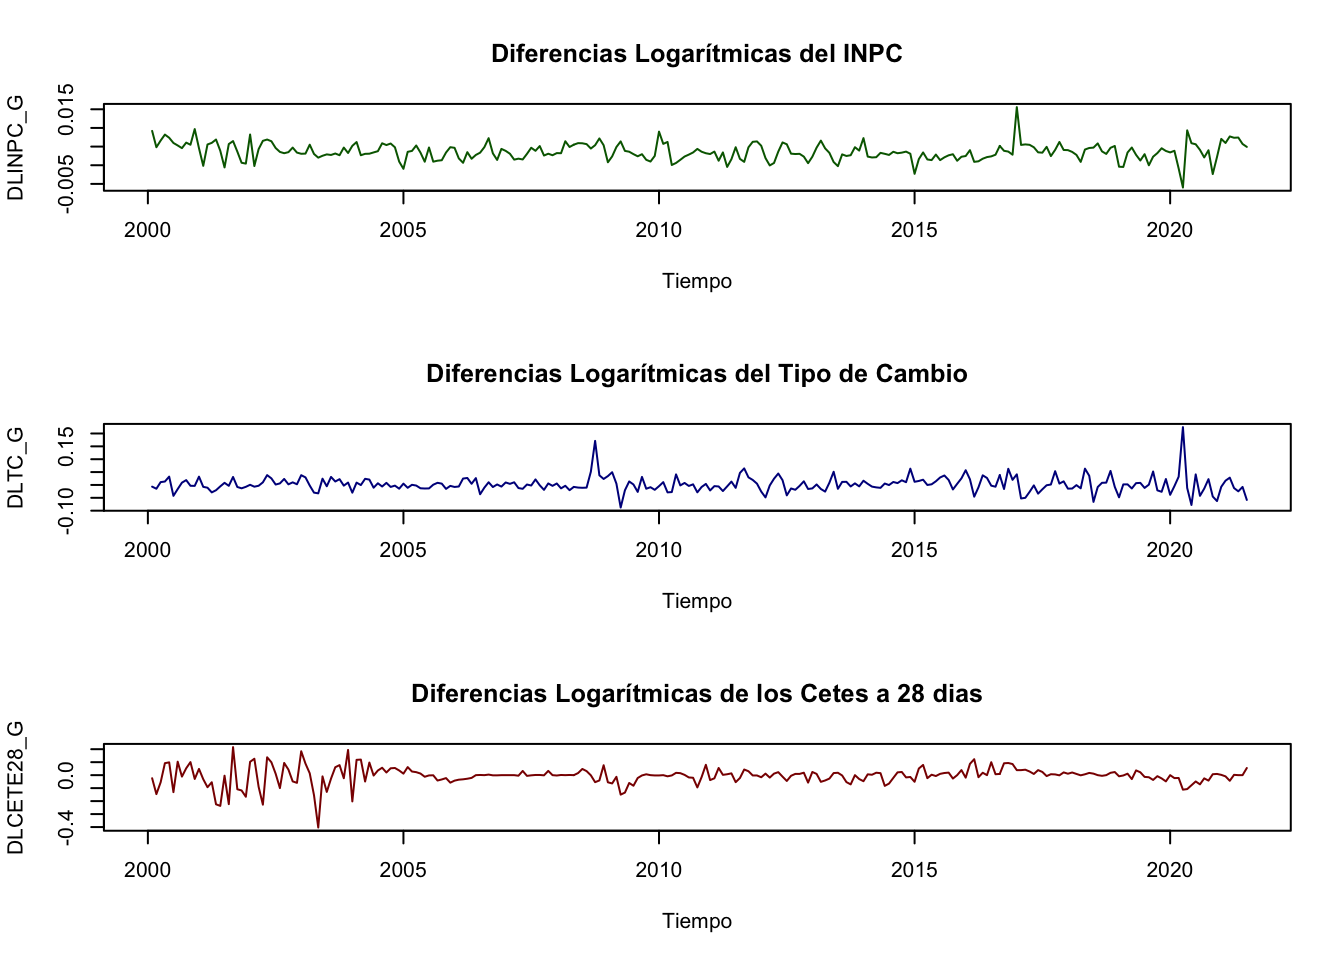 Diferencias Logarítmicas del INPC
DLINPC_G
0.015
-0.005
2000 2005 2010 2015 2020
Tiempo
Diferencias Logarítmicas del Tipo de Cambio
DLTC_G
0.15
-0.10
2000 2005 2010 2015 2020
Tiempo
Diferencias Logarítmicas de los Cetes a 28 dias
DLCETE28_G
0.0
-0.4
2000 2005 2010 2015 2020
Tiempo